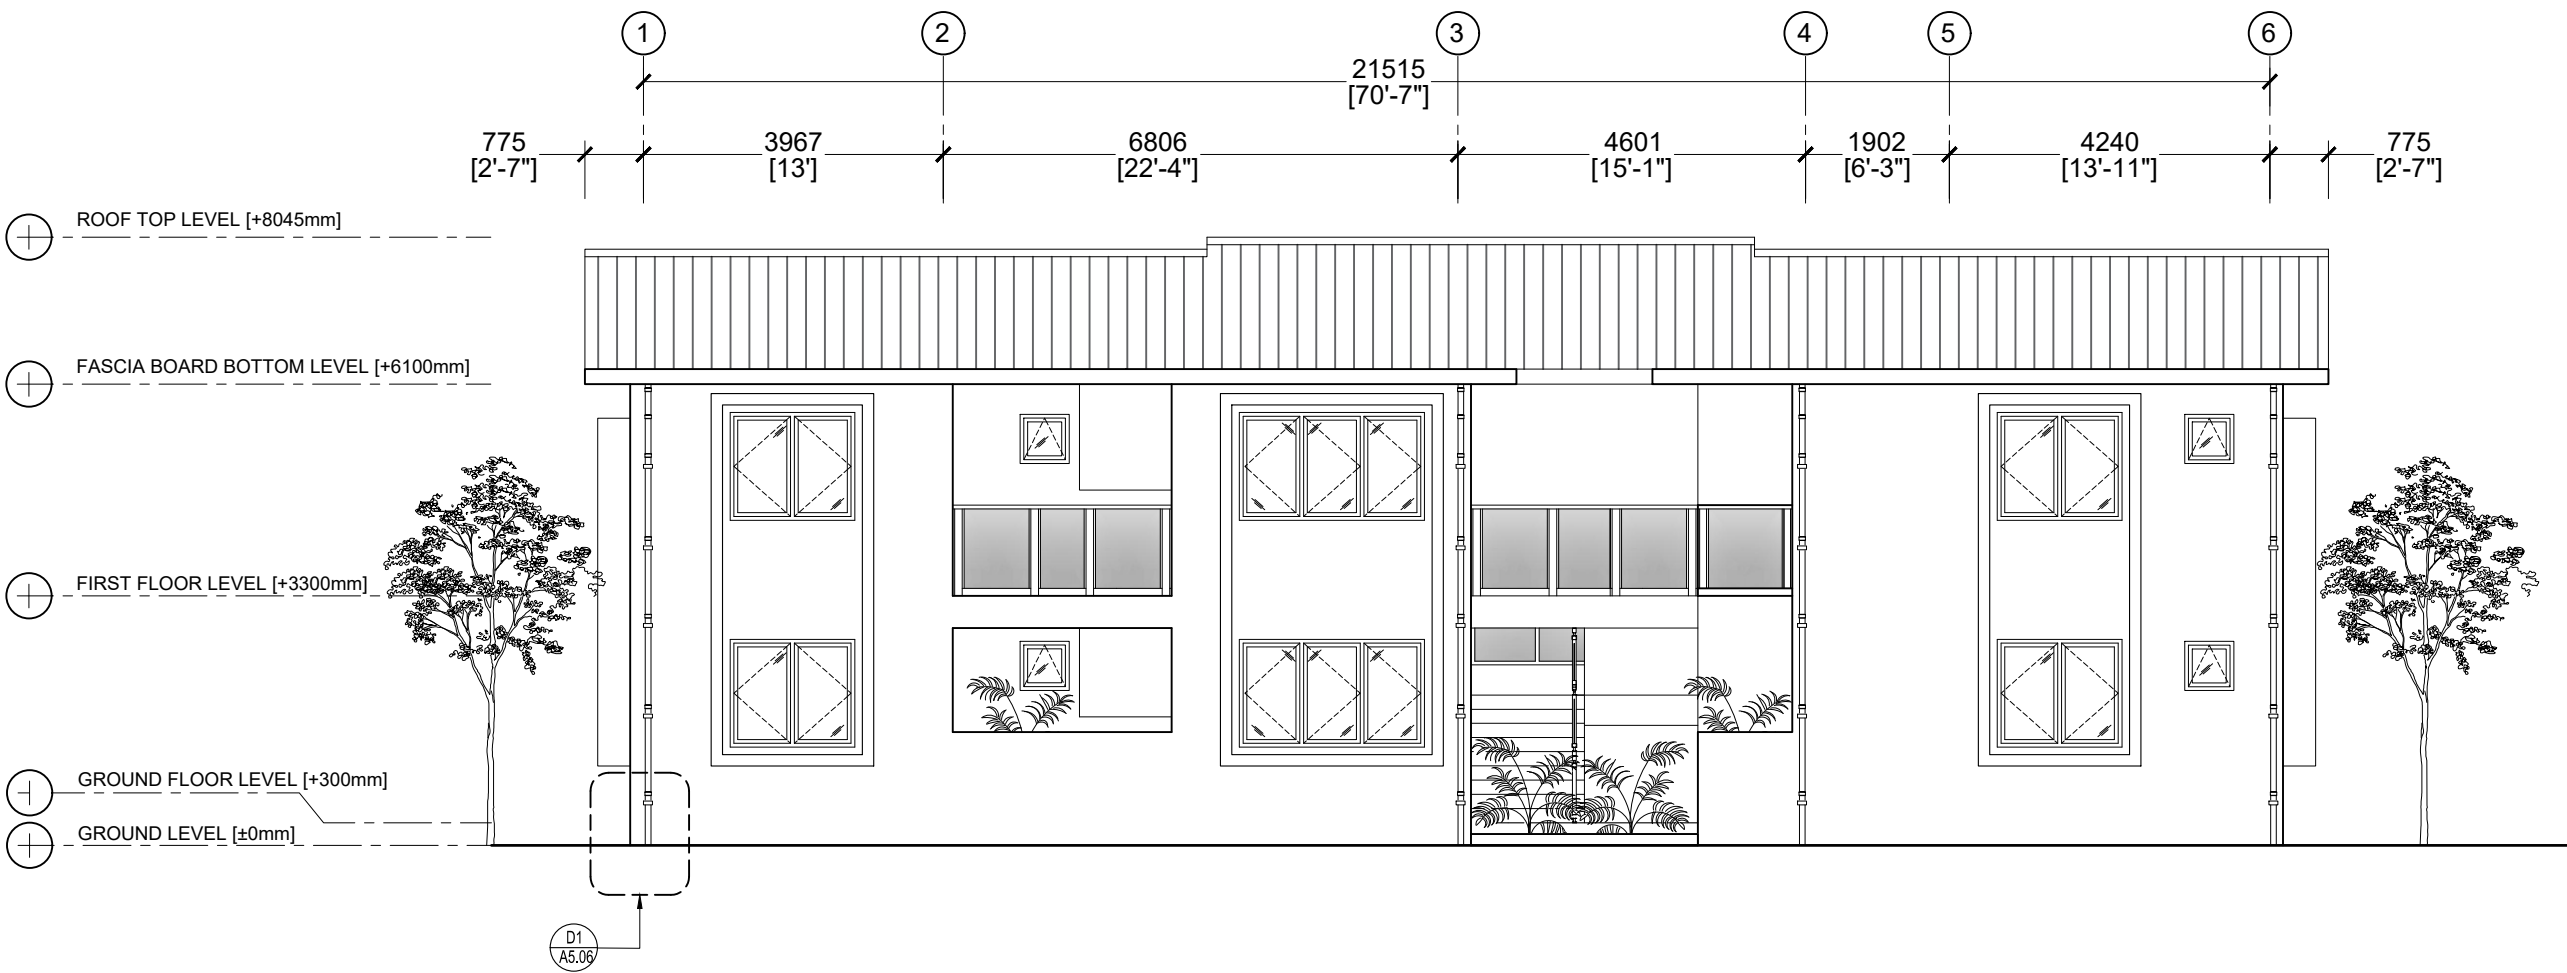 1 2 3 4 5 6
21515
[70'-7"]
775 3967 6806 4601 1902 4240 775
[2'-7"] [13'] [22'-4"] [15'-1"] [6'-3"] [13'-11"] [2'-7"]
ROOF TOP LEVEL [+8045mm]
FASCIA BOARD BOTTOM LEVEL [+6100mm]
FIRST FLOOR LEVEL [+3300mm]
GROUND FLOOR LEVEL [+300mm]
GROUND LEVEL [±0mm]
D1
A5.06